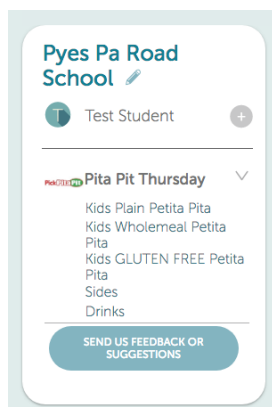 Pyes Pa Road
School
T Test Student +
Pita Pit Thursday
Kids Plain Petita Pita
Kids Wholemeal Petita
Pita
Kids GLUTEN FREE Petita
Pita
Sides
Drinks
SEND US FEEDBACK OR
SUGGESTIONS